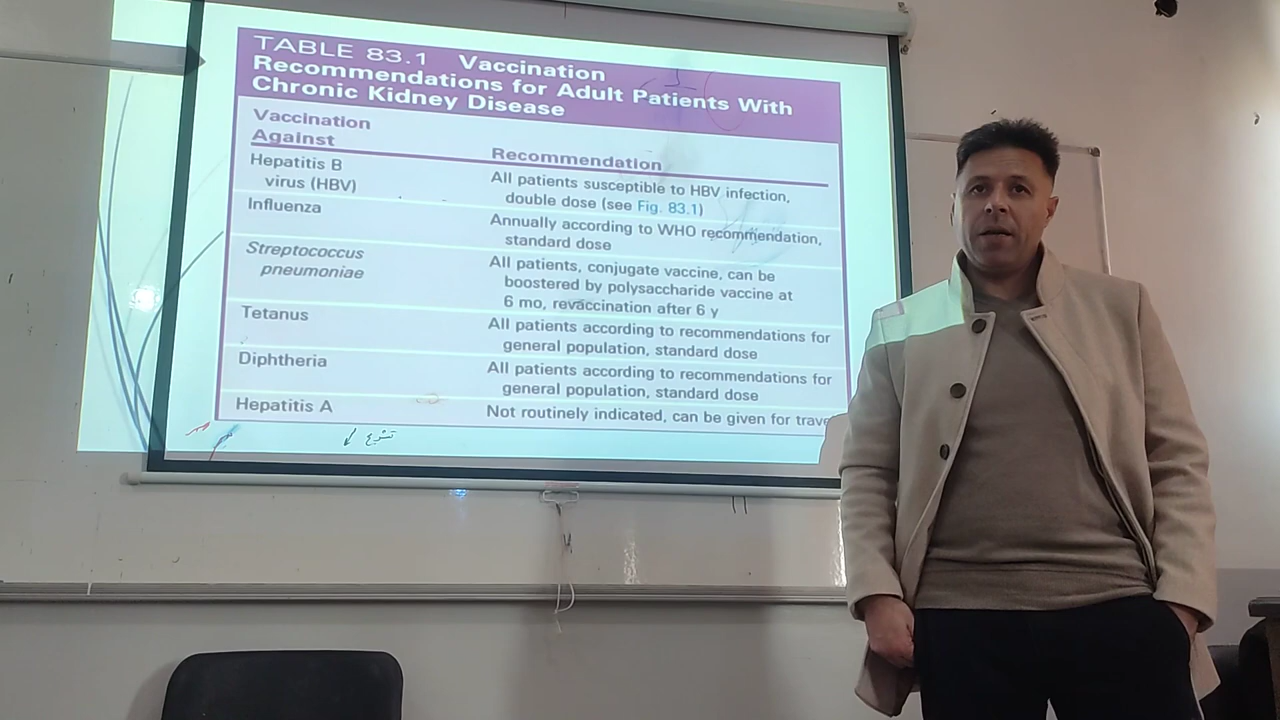 TABLE 83.1 Vaccination
Recommendations for Adult Patients With
Chronic Kidney Disease
Vaccination
Against
Recommendation
Hepatitis B
virus (HBV)
All patients susceptible to HBV infection,
double dose (see Fig. 83.1)
Influenza
Annually according to WHO recommendation,
standard dose
Streptococcus
pneumoniae
All patients, conjugate vaccine, can be
boostered by polysaccharide vaccine at
6 mo, revaccination after 6 y
Tetanus
All patients according to recommendations for
general population, standard dose
Diphtheria
All patients according to recommendations for
general population, standard dose
Hepatitis A
Not routinely indicated, can be given for trave